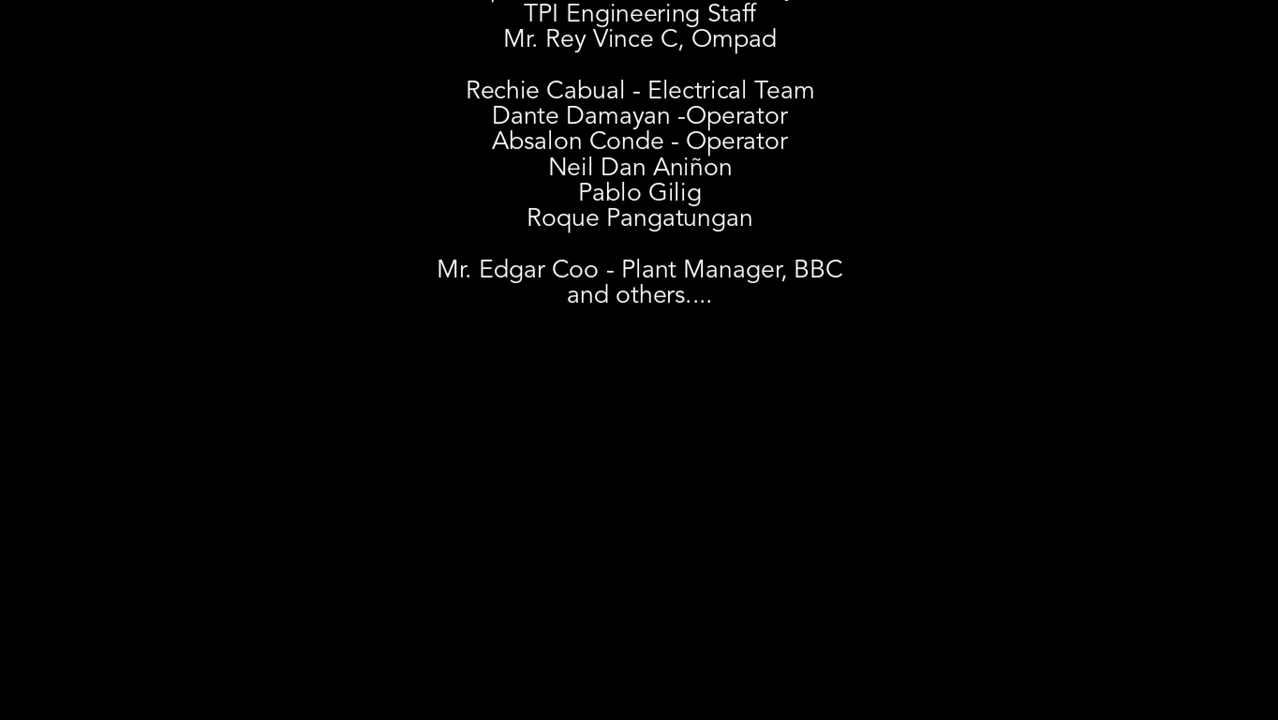 TPI Engineering Staff
Mr. Rey Vince C, Ompad
Rechie Cabual - Electrical Team
Dante Damayan -Operator
Absalon Conde - Operator
Neil Dan Aniñon
Pablo Gilig
Roque Pangatungan
Mr. Edgar Coo - Plant Manager, BBC
and others....